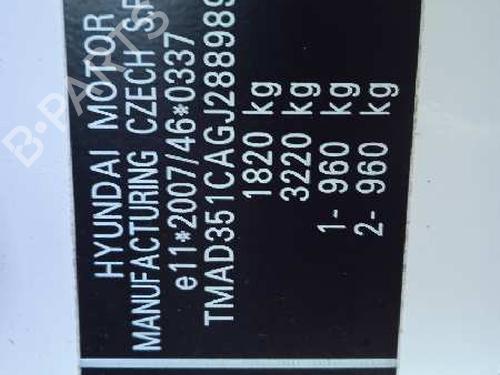 HYUNDAI MOTOR
MANUFACTURING CZECH S.R
e11*2007/46*0337
TMAD351CAGJ288989
1820 kg
3220 kg
1- 960 kg
2- 960 kg
B-PARTS